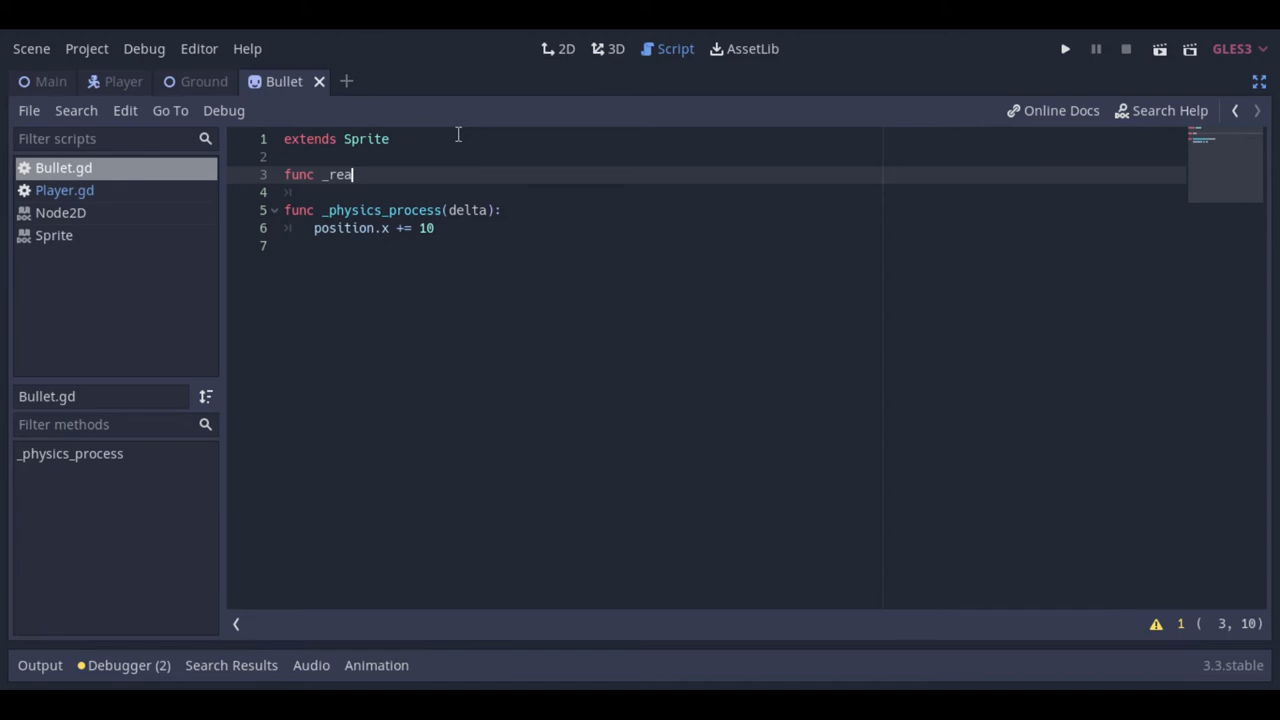 Scene Project Debug Editor Help 2D 3D Script AssetLib GLES3
Main Player Ground Bullet
File Search Edit Go To Debug Online Docs Search Help
Filter scripts
Bullet.gd
Player.gd
Node2D
Sprite
Bullet.gd
Filter methods
_physics_process
1 extends Sprite
2
3 func _rea
4
5 func _physics_process(delta):
6 position.x += 10
7
1 ( 3, 10)
Output Debugger (2) Search Results Audio Animation 3.3.stable